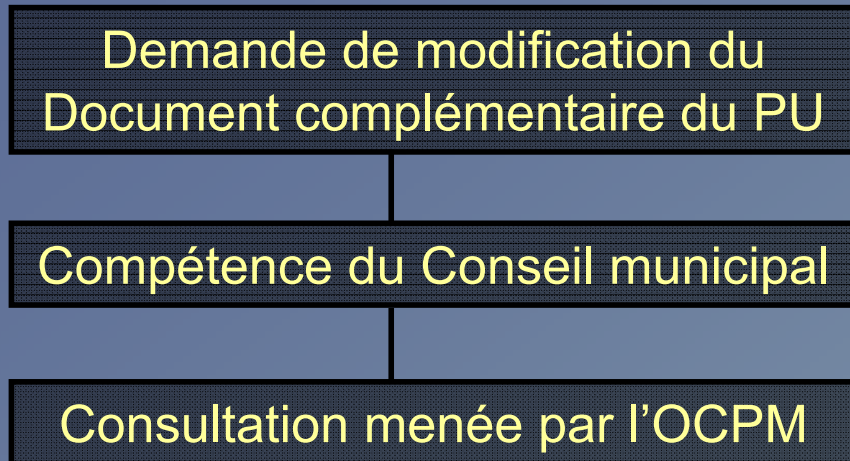 Demande de modification du
Document complémentaire du PU
Compétence du Conseil municipal
Consultation menée par l’OCPM